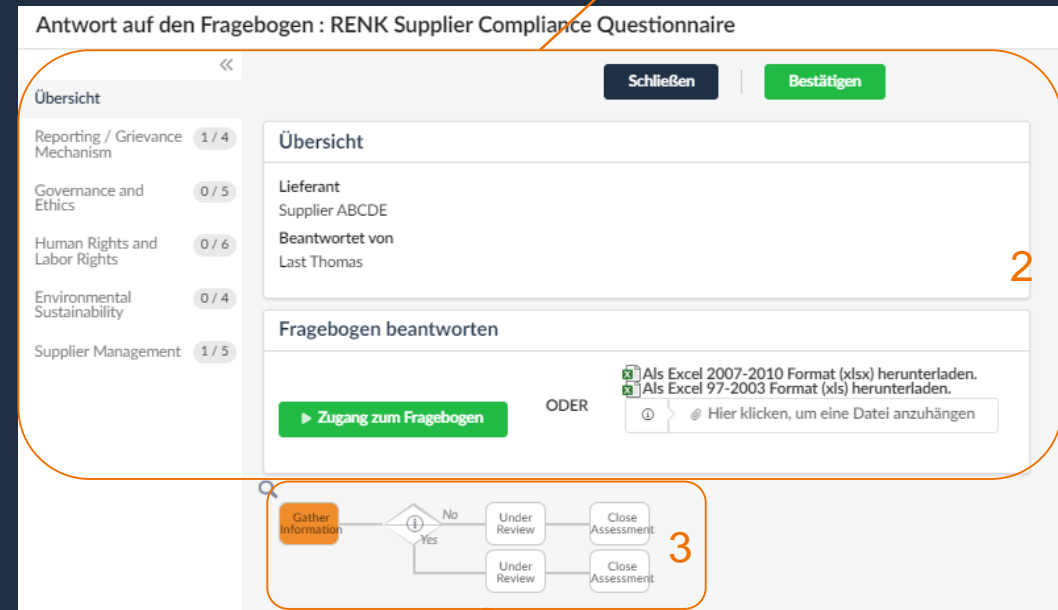 Antwort auf den Fragebogen : RENK Supplier Compliance Questionnaire
Schließen
Bestätigen
Übersicht
Reporting / Grievance
Mechanism
1 / 4
Governance and
Ethics
0 / 5
Human Rights and
Labor Rights
0 / 6
Environmental
Sustainability
0 / 4
Supplier Management
1 / 5
Übersicht
Lieferant
Supplier ABCDE
Beantwortet von
Last Thomas
2
Fragebogen beantworten
Zugang zum Fragebogen
ODER
Als Excel 2007-2010 Format (xlsx) herunterladen.
Als Excel 97-2003 Format (xls) herunterladen.
Hier klicken, um eine Datei anzuhängen
Gather
Information
No
Yes
Under
Review
Close
Assessment
Under
Review
Close
Assessment
3